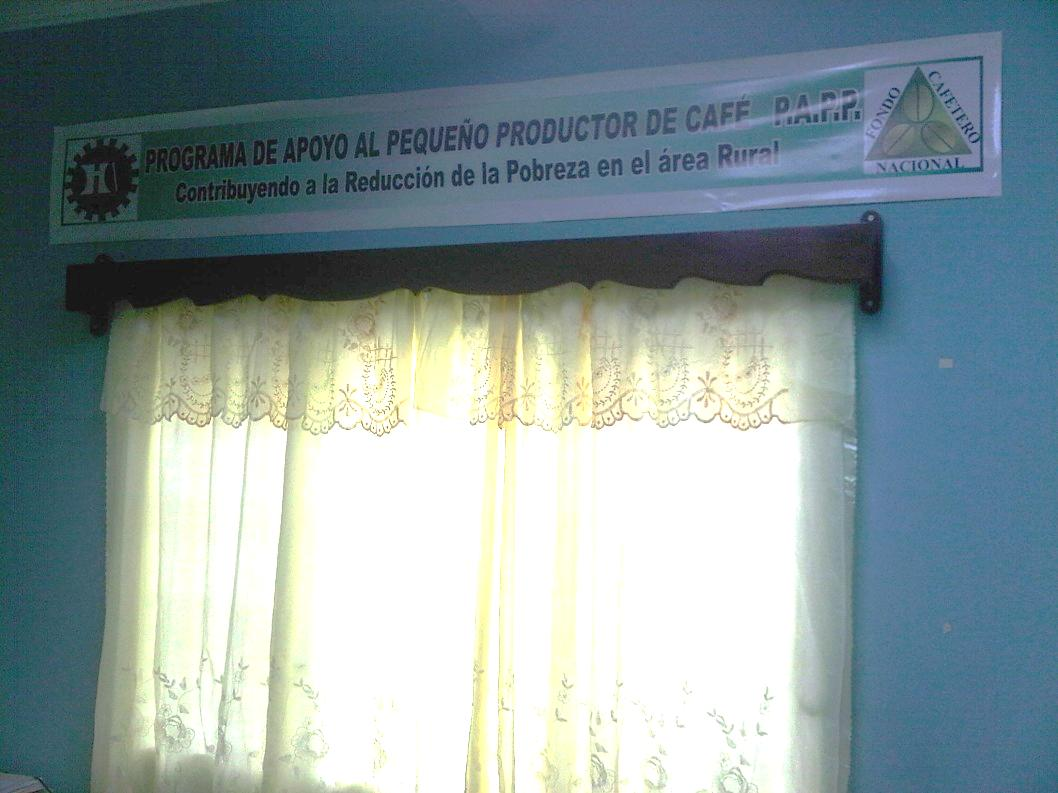 PROGRAMA DE APOYO AL PEQUEÑO PRODUCTOR DE CAFÉ P.A.P.P.
Contribuyendo a la Reducción de la Pobreza en el área Rural
FONDO CAFETERO
NACIONAL